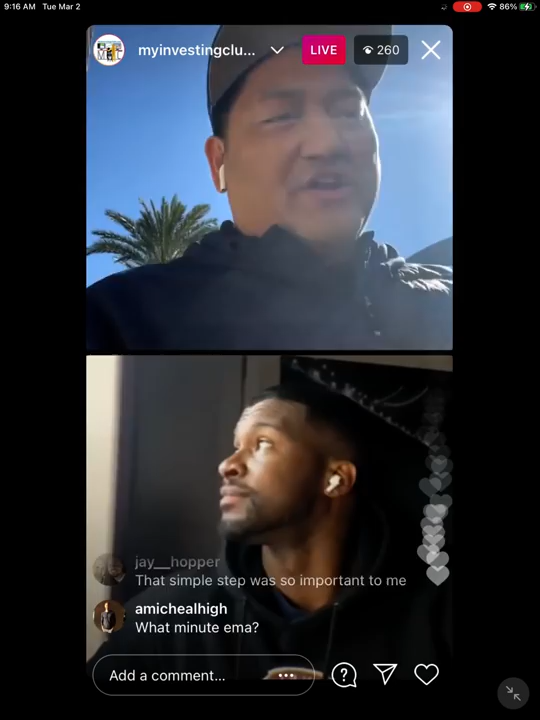 9:16 AM Tue Mar 2
86%
myinvestingclu...
LIVE
260
jay__hopper
That simple step was so important to me
amichealhigh
What minute ema?
Add a comment...